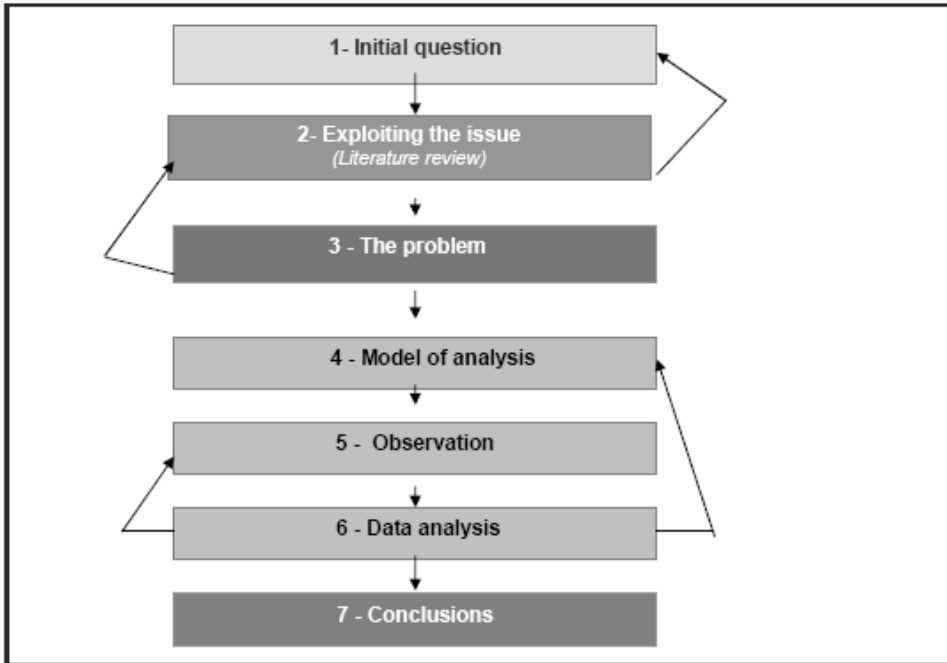 1- Initial question
2- Exploiting the issue
(Literature review)
3 - The problem
4 - Model of analysis
5 - Observation
6 - Data analysis
7 - Conclusions